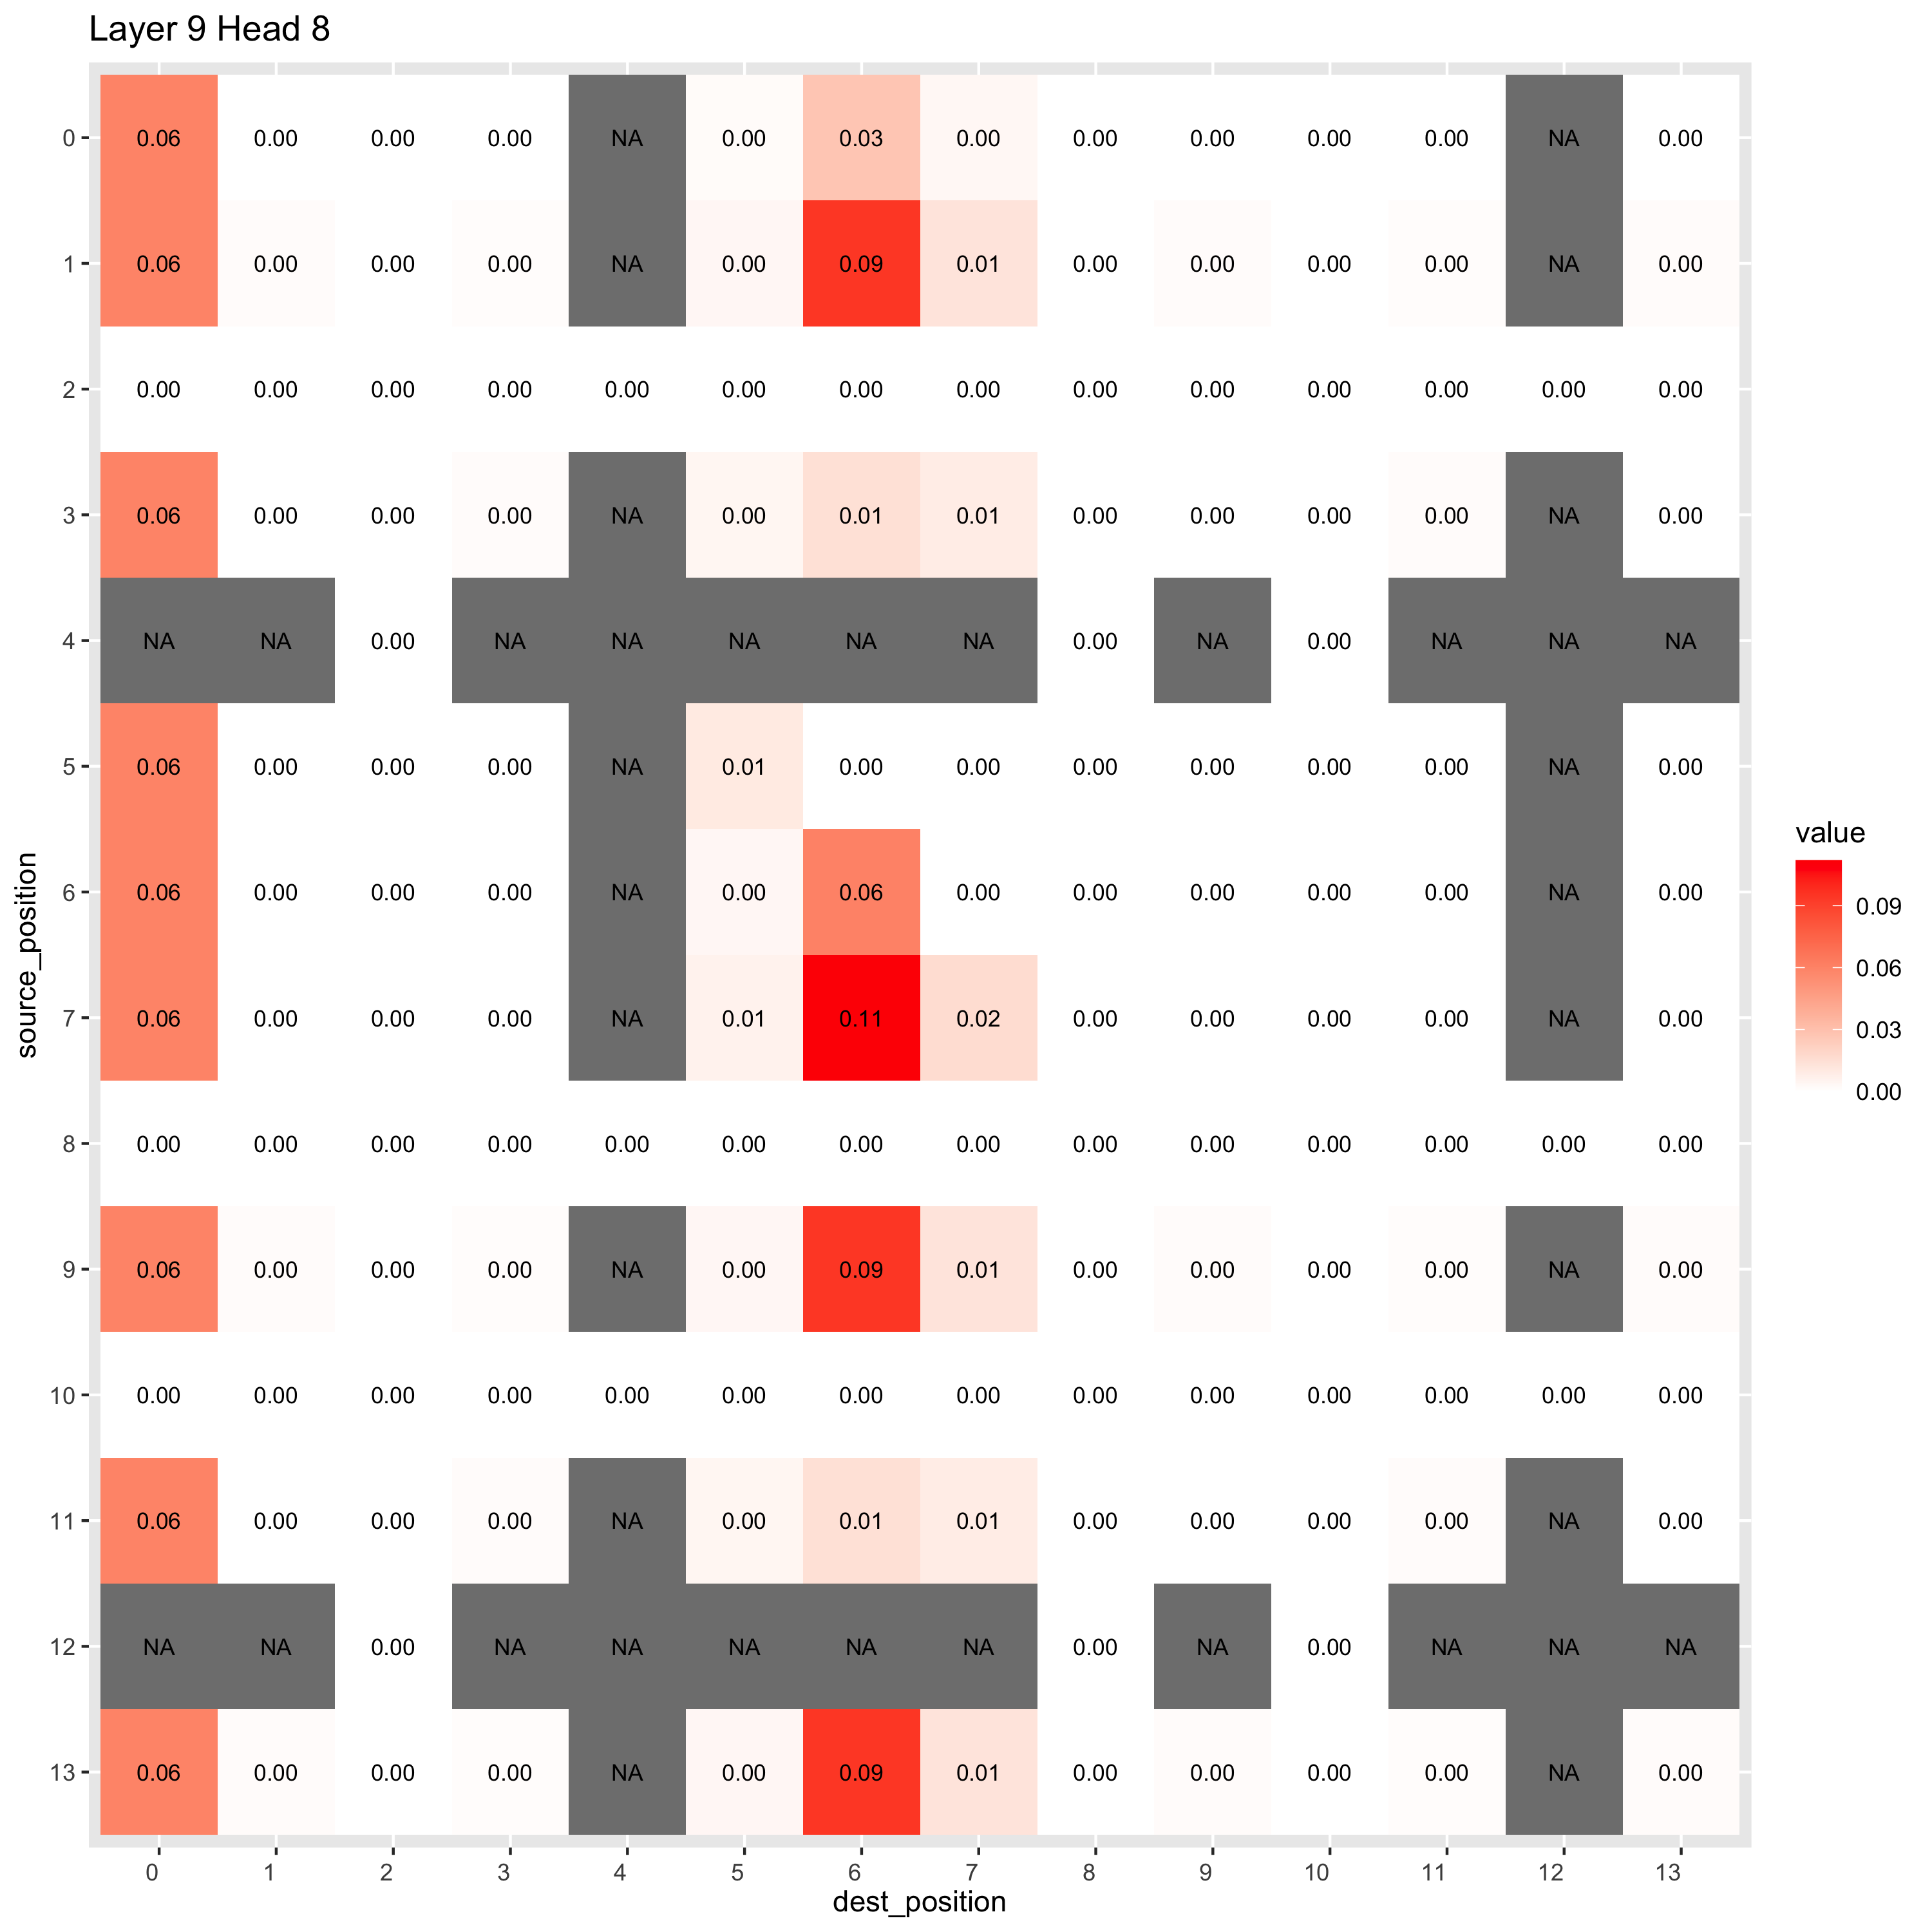 Layer 9 Head 8
0 0.06 0.00 0.00 0.00 NA 0.00 0.03 0.00 0.00 0.00 0.00 0.00 NA 0.00
1 0.06 0.00 0.00 0.00 NA 0.00 0.09 0.01 0.00 0.00 0.00 0.00 NA 0.00
2 0.00 0.00 0.00 0.00 0.00 0.00 0.00 0.00 0.00 0.00 0.00 0.00 0.00 0.00
3 0.06 0.00 0.00 0.00 NA 0.00 0.01 0.01 0.00 0.00 0.00 0.00 NA 0.00
4 NA NA 0.00 NA NA NA NA NA 0.00 NA 0.00 NA NA NA
5 0.06 0.00 0.00 0.00 NA 0.01 0.00 0.00 0.00 0.00 0.00 0.00 NA 0.00
6 0.06 0.00 0.00 0.00 NA 0.00 0.06 0.00 0.00 0.00 0.00 0.00 NA 0.00
7 0.06 0.00 0.00 0.00 NA 0.01 0.11 0.02 0.00 0.00 0.00 0.00 NA 0.00
8 0.00 0.00 0.00 0.00 0.00 0.00 0.00 0.00 0.00 0.00 0.00 0.00 0.00 0.00
9 0.06 0.00 0.00 0.00 NA 0.00 0.09 0.01 0.00 0.00 0.00 0.00 NA 0.00
10 0.00 0.00 0.00 0.00 0.00 0.00 0.00 0.00 0.00 0.00 0.00 0.00 0.00 0.00
11 0.06 0.00 0.00 0.00 NA 0.00 0.01 0.01 0.00 0.00 0.00 0.00 NA 0.00
12 NA NA 0.00 NA NA NA NA NA 0.00 NA 0.00 NA NA NA
13 0.06 0.00 0.00 0.00 NA 0.00 0.09 0.01 0.00 0.00 0.00 0.00 NA 0.00
0 1 2 3 4 5 6 7 8 9 10 11 12 13
dest_position
source_position
value
0.09
0.06
0.03
0.00